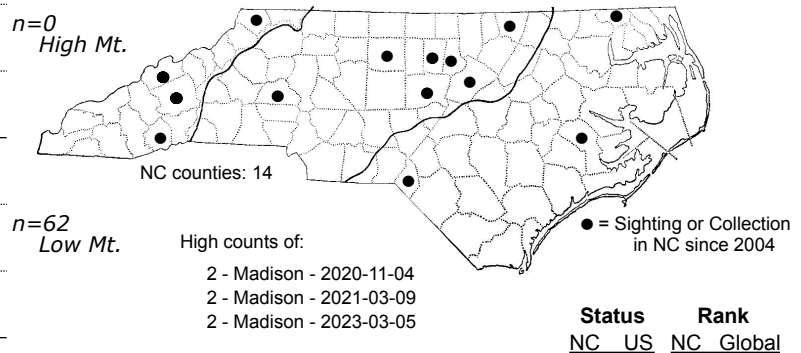 n=0
High Mt.
NC counties: 14
n=62
Low Mt.
High counts of:
2 - Madison - 2020-11-04
2 - Madison - 2021-03-09
2 - Madison - 2023-03-05
● = Sighting or Collection
in NC since 2004
Status Rank
NC US NC Global